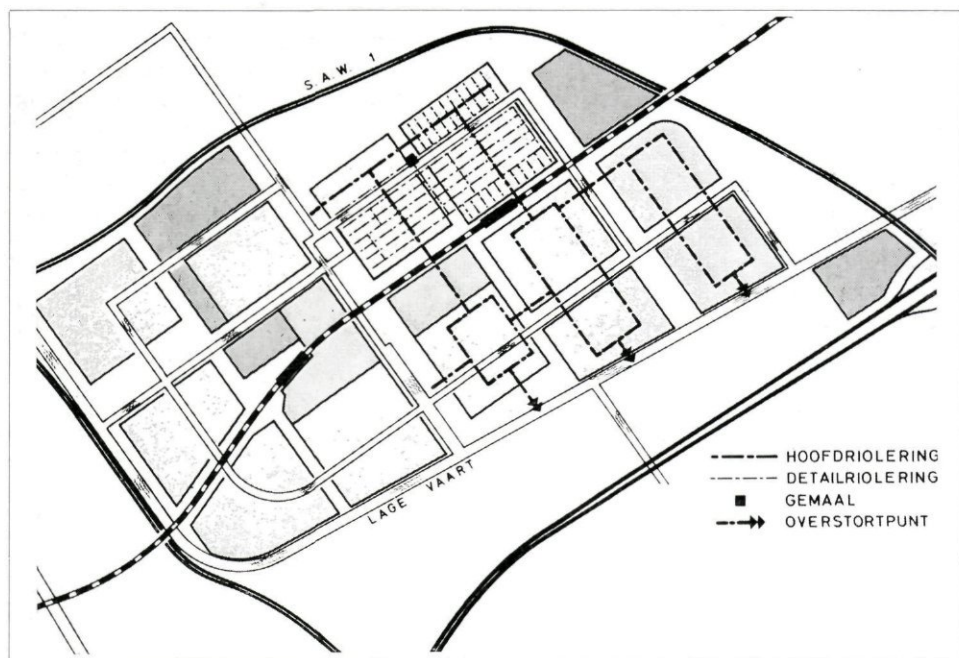 S.A.W. 1
LAGE VAART
HOOFDRIOLERING
DETAILRIOLERING
GEMAAL
OVERSTORTPUNT